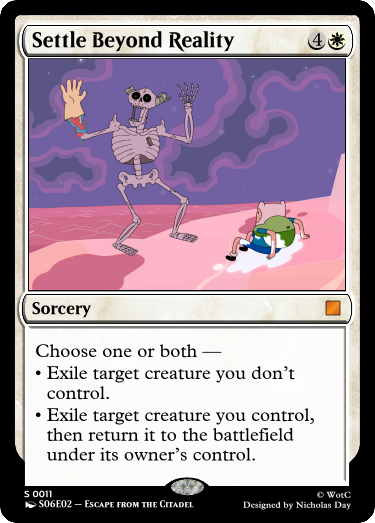 Settle Beyond Reality 4
Sorcery
Choose one or both —
• Exile target creature you don't
control.
• Exile target creature you control,
then return it to the battlefield
under its owner's control.
S 0011
S06E02 – Escape from the Citadel
© WotC
Designed by Nicholas Day